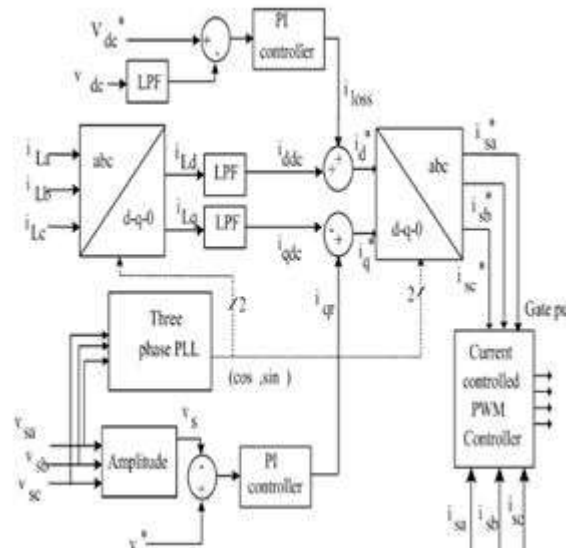 V dc *
PI
controller
v dc
LPF
i loss
i La
i Lb
i Lc
abc
d-q-0
i Ld
LPF
i ddc
i d *
i Lq
LPF
i qdc
i q *
abc
d-q-0
i sa *
i sb *
i sc *
2
2
i qr
Three
phase PLL
(cos ,sin )
Gate pu
Current
controlled
PWM
Controller
v sa
v sb
v sc
Amplitude
v s
PI
controller
v *
i sa
i sb
i sc